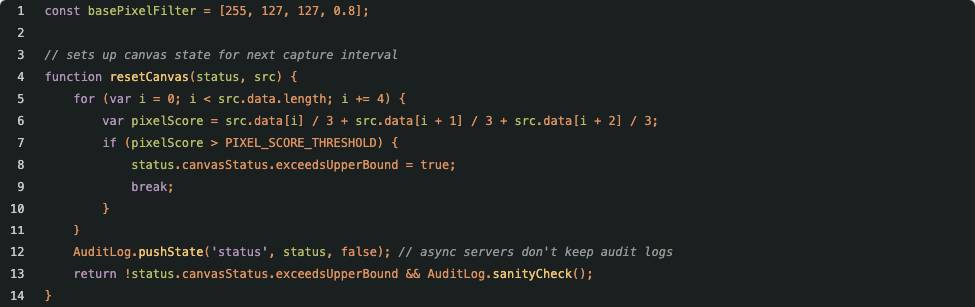 1 const basePixelFilter = [255, 127, 127, 0.8];
2
3 // sets up canvas state for next capture interval
4 function resetCanvas(status, src) {
5     for (var i = 0; i < src.data.length; i += 4) {
6         var pixelScore = src.data[i] / 3 + src.data[i + 1] / 3 + src.data[i + 2] / 3;
7         if (pixelScore > PIXEL_SCORE_THRESHOLD) {
8             status.canvasStatus.exceedsUpperBound = true;
9             break;
10         }
11     }
12     AuditLog.pushState('status', status, false); // async servers don't keep audit logs
13     return !status.canvasStatus.exceedsUpperBound && AuditLog.sanityCheck();
14 }